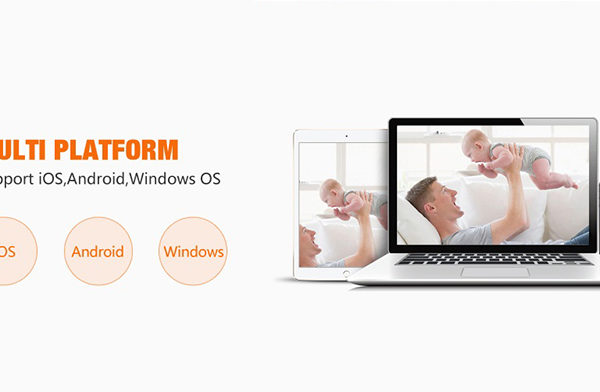 ULTI PLATFORM
pport iOS,Android,Windows OS
OS
Android
Windows